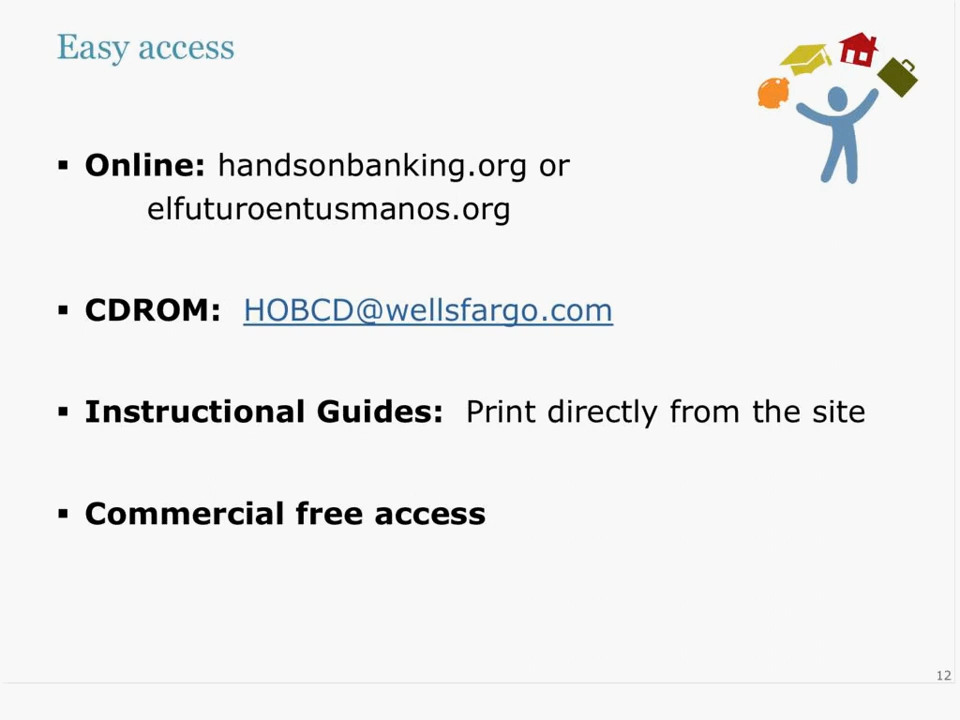 Easy access
▪ Online: handsonbanking.org or
elfuturoentusmanos.org
▪ CDROM: HOBCD@wellsfargo.com
▪ Instructional Guides: Print directly from the site
▪ Commercial free access
12